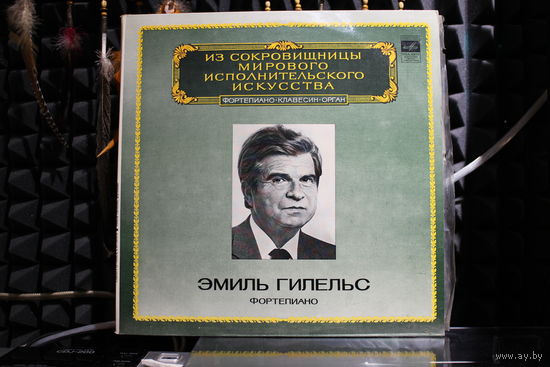 ИЗ СОКРОВИЩНИЦЫ
МИРОВОГО
ИСПОЛНИТЕЛЬСКОГО
ИСКУССТВА
ФОРТЕПИАНО·КЛАВЕСИН·ОРГАН
ЭМИЛЬ ГИЛЕЛЬС
ФОРТЕПИАНО
www.ay.by